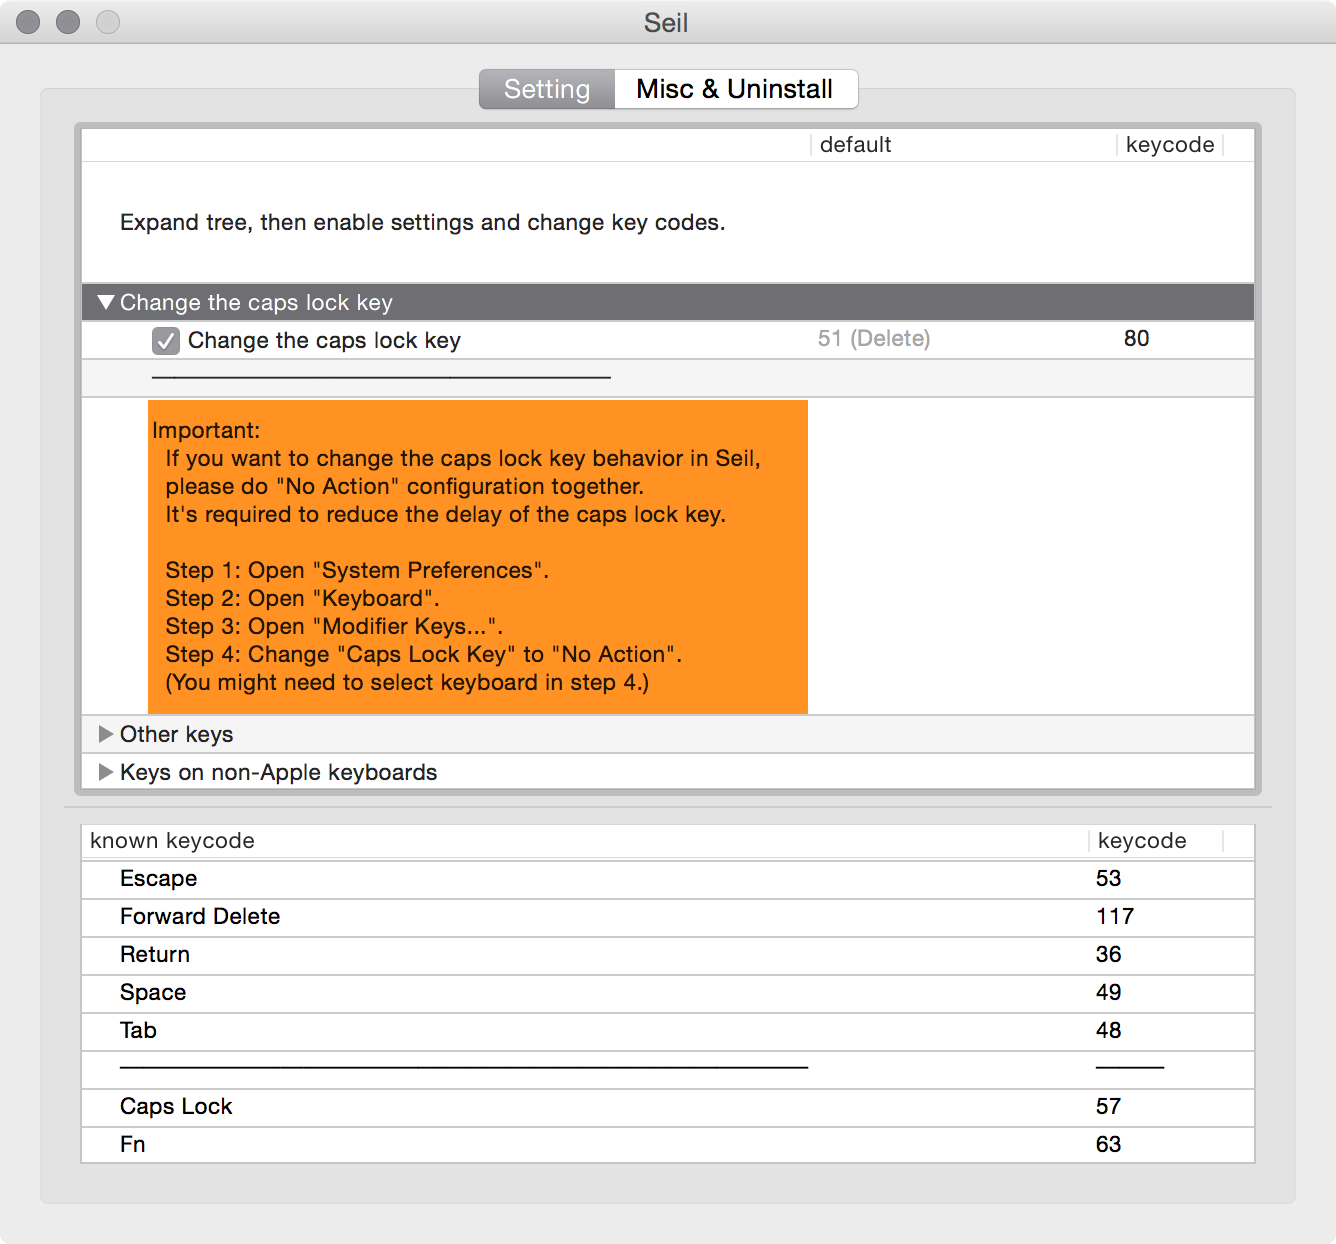 Seil
Setting Misc & Uninstall
default keycode
Expand tree, then enable settings and change key codes.
Change the caps lock key
Change the caps lock key 51 (Delete) 80
Important:
If you want to change the caps lock key behavior in Seil,
please do "No Action" configuration together.
It's required to reduce the delay of the caps lock key.
Step 1: Open "System Preferences".
Step 2: Open "Keyboard".
Step 3: Open "Modifier Keys...".
Step 4: Change "Caps Lock Key" to "No Action".
(You might need to select keyboard in step 4.)
Other keys
Keys on non-Apple keyboards
known keycode keycode
Escape 53
Forward Delete 117
Return 36
Space 49
Tab 48
Caps Lock 57
Fn 63